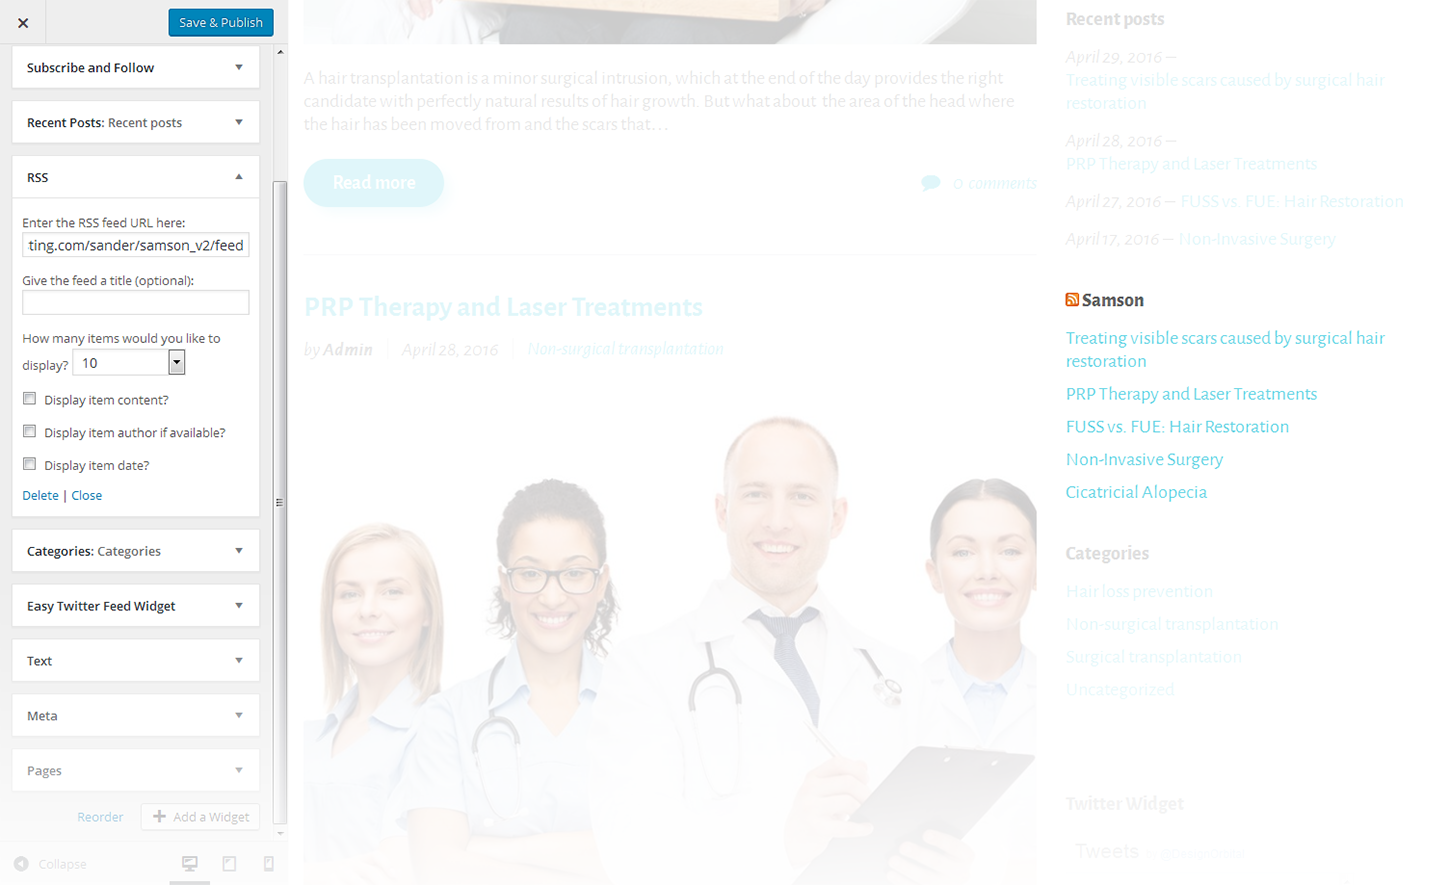 Save & Publish
Subscribe and Follow
Recent Posts: Recent posts
RSS
Enter the RSS feed URL here:
ting.com/sander/samson_v2/feed
Give the feed a title (optional):
How many items would you like to
display? 10
Display item content?
Display item author if available?
Display item date?
Delete | Close
Categories: Categories
Easy Twitter Feed Widget
Text
Meta
Pages
Reorder
Add a Widget
Collapse
A hair transplantation is a minor surgical intrusion, which at the end of the day provides the right
candidate with perfectly natural results of hair growth. But what about the area of the head where
the hair has been moved from and the scars that…
Read more
0 comments
PRP Therapy and Laser Treatments
by Admin
April 28, 2016
Non-surgical transplantation
Recent posts
April 29, 2016 –
Treating visible scars caused by surgical hair
restoration
April 28, 2016 –
PRP Therapy and Laser Treatments
April 27, 2016 – FUSS vs. FUE: Hair Restoration
April 17, 2016 – Non-Invasive Surgery
Samson
Treating visible scars caused by surgical hair
restoration
PRP Therapy and Laser Treatments
FUSS vs. FUE: Hair Restoration
Non-Invasive Surgery
Cicatricial Alopecia
Categories
Hair loss prevention
Non-surgical transplantation
Surgical transplantation
Uncategorized
Twitter Widget
Tweets